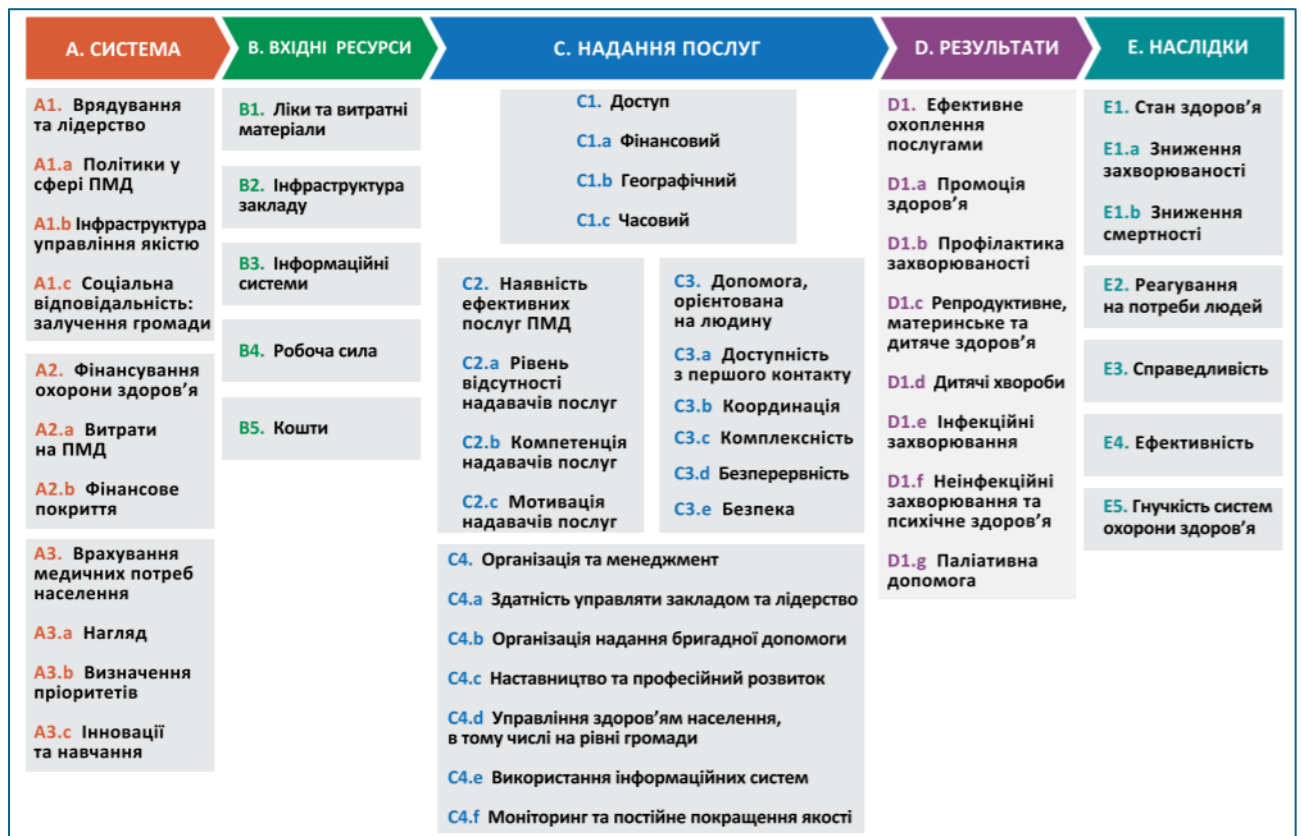 A. СИСТЕМА
B. ВХІДНІ РЕСУРСИ
C. НАДАННЯ ПОСЛУГ
D. РЕЗУЛЬТАТИ
E. НАСЛІДКИ
A1. Врядування
та лідерство
A1.a Політики у
сфері ПМД
A1.b Інфраструктура
управління якістю
A1.c Соціальна
відповідальність:
залучення громади
A2. Фінансування
охорони здоров’я
A2.a Витрати
на ПМД
A2.b Фінансове
покриття
A3. Врахування
медичних потреб
населення
A3.a Нагляд
A3.b Визначення
пріоритетів
A3.c Інновації
та навчання
B1. Ліки та витратні
матеріали
B2. Інфраструктура
закладу
B3. Інформаційні
системи
B4. Робоча сила
B5. Кошти
C1. Доступ
C1.a Фінансовий
C1.b Географічний
C1.c Часовий
C2. Наявність
ефективних
послуг ПМД
C2.a Рівень
відсутності
надавачів послуг
C2.b Компетенція
надавачів послуг
C2.c Мотивація
надавачів послуг
C3. Допомога,
орієнтована
на людину
C3.a Доступність
з першого контакту
C3.b Координація
C3.c Комплексність
C3.d Безперервність
C3.e Безпека
C4. Організація та менеджмент
C4.a Здатність управляти закладом та лідерство
C4.b Організація надання бригадної допомоги
C4.c Наставництво та професійний розвиток
C4.d Управління здоров’ям населення,
в тому числі на рівні громади
C4.e Використання інформаційних систем
C4.f Моніторинг та постійне покращення якості
D1. Ефективне
охоплення
послугами
D1.a Промоція
здоров’я
D1.b Профілактика
захворюваності
D1.c Репродуктивне,
материнське та
дитяче здоров’я
D1.d Дитячі хвороби
D1.e Інфекційні
захворювання
D1.f Неінфекційні
захворювання та
психічне здоров’я
D1.g Паліативна
допомога
E1. Стан здоров’я
E1.a Зниження
захворюваності
E1.b Зниження
смертності
E2. Реагування
на потреби людей
E3. Справедливість
E4. Ефективність
E5. Гнучкість систем
охорони здоров’я